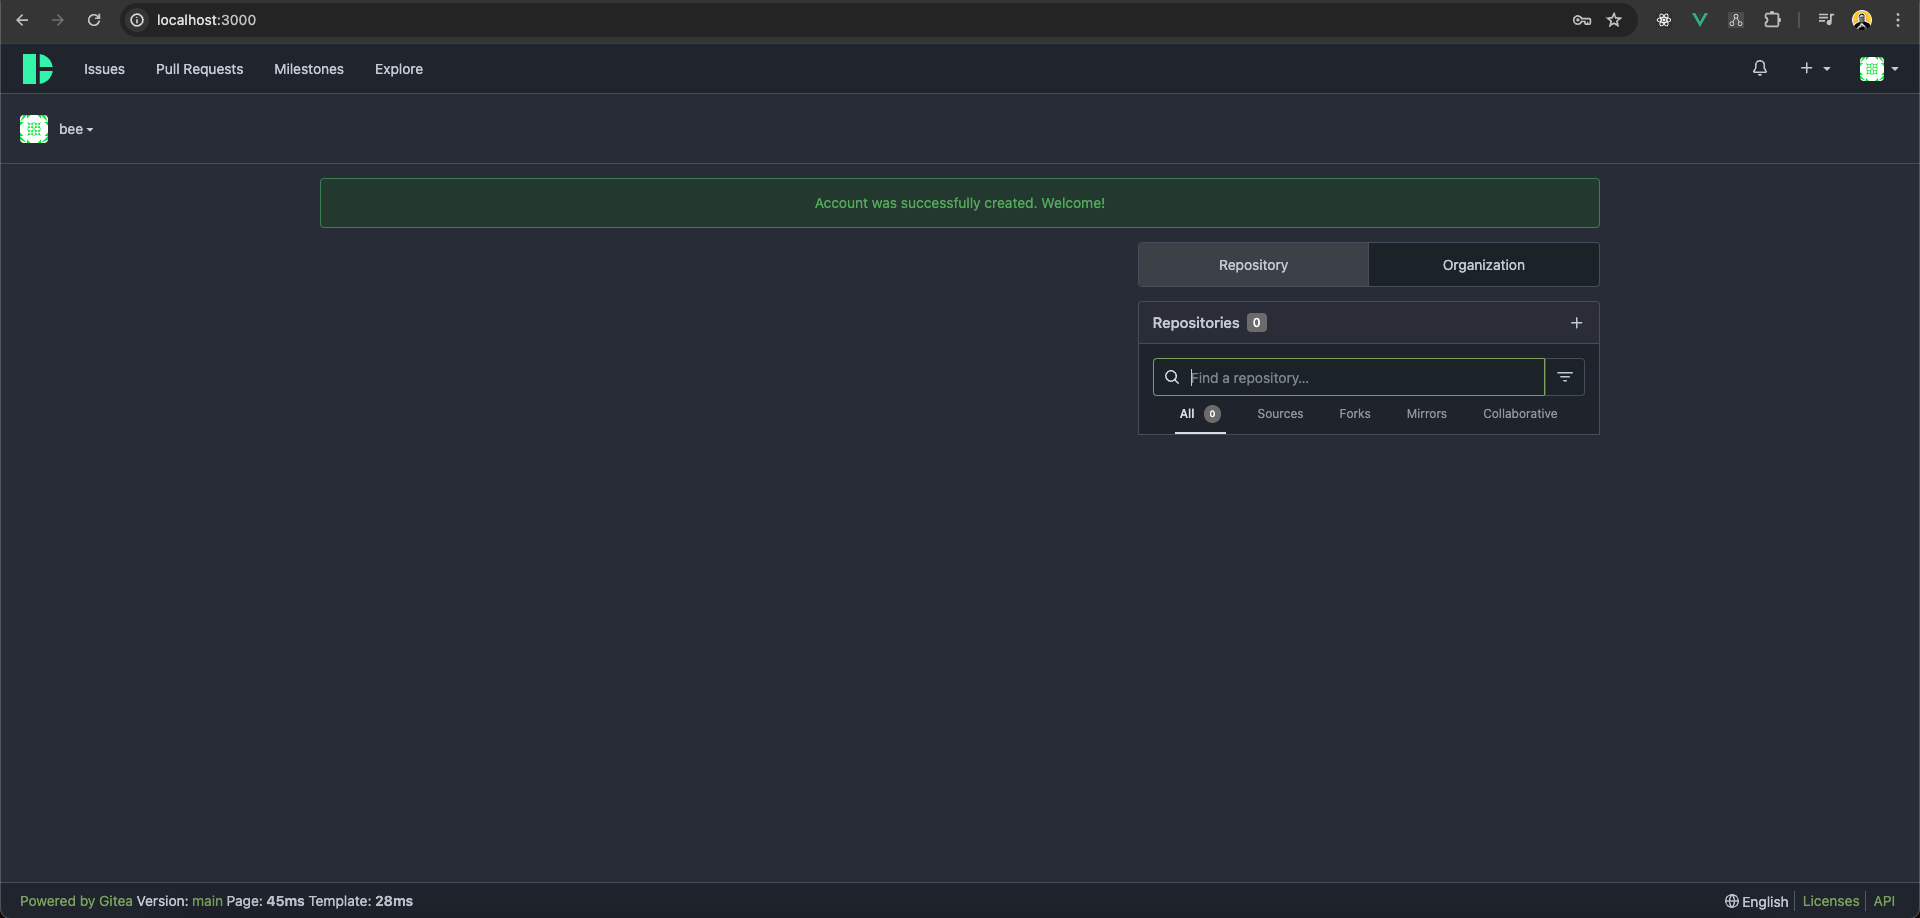 localhost:3000
Issues Pull Requests Milestones Explore
bee
Account was successfully created. Welcome!
Repository Organization
Repositories 0
Find a repository...
All 0 Sources Forks Mirrors Collaborative
Powered by Gitea Version: main Page: 45ms Template: 28ms English Licenses API